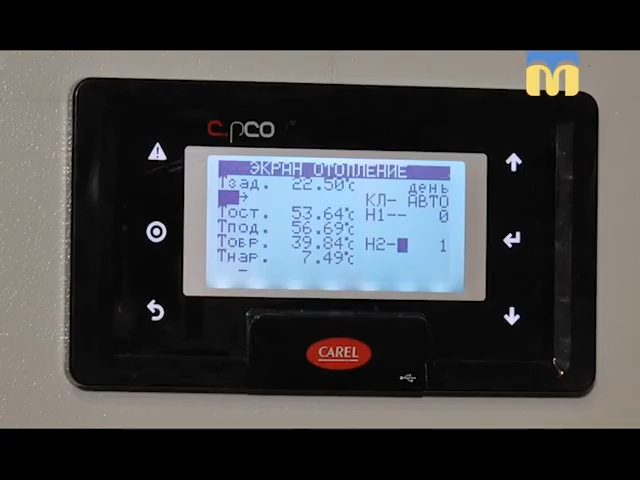 c.pco
ЭКРАН ОТОПЛЕНИЕ
Тзад. 22.50°c день
КЛ- АВТО
Тост. 53.64°c Н1-- 0
Тпод. 56.69°c
Тобр. 39.84°c Н2- 1
Тнар. 7.49°c
CAREL